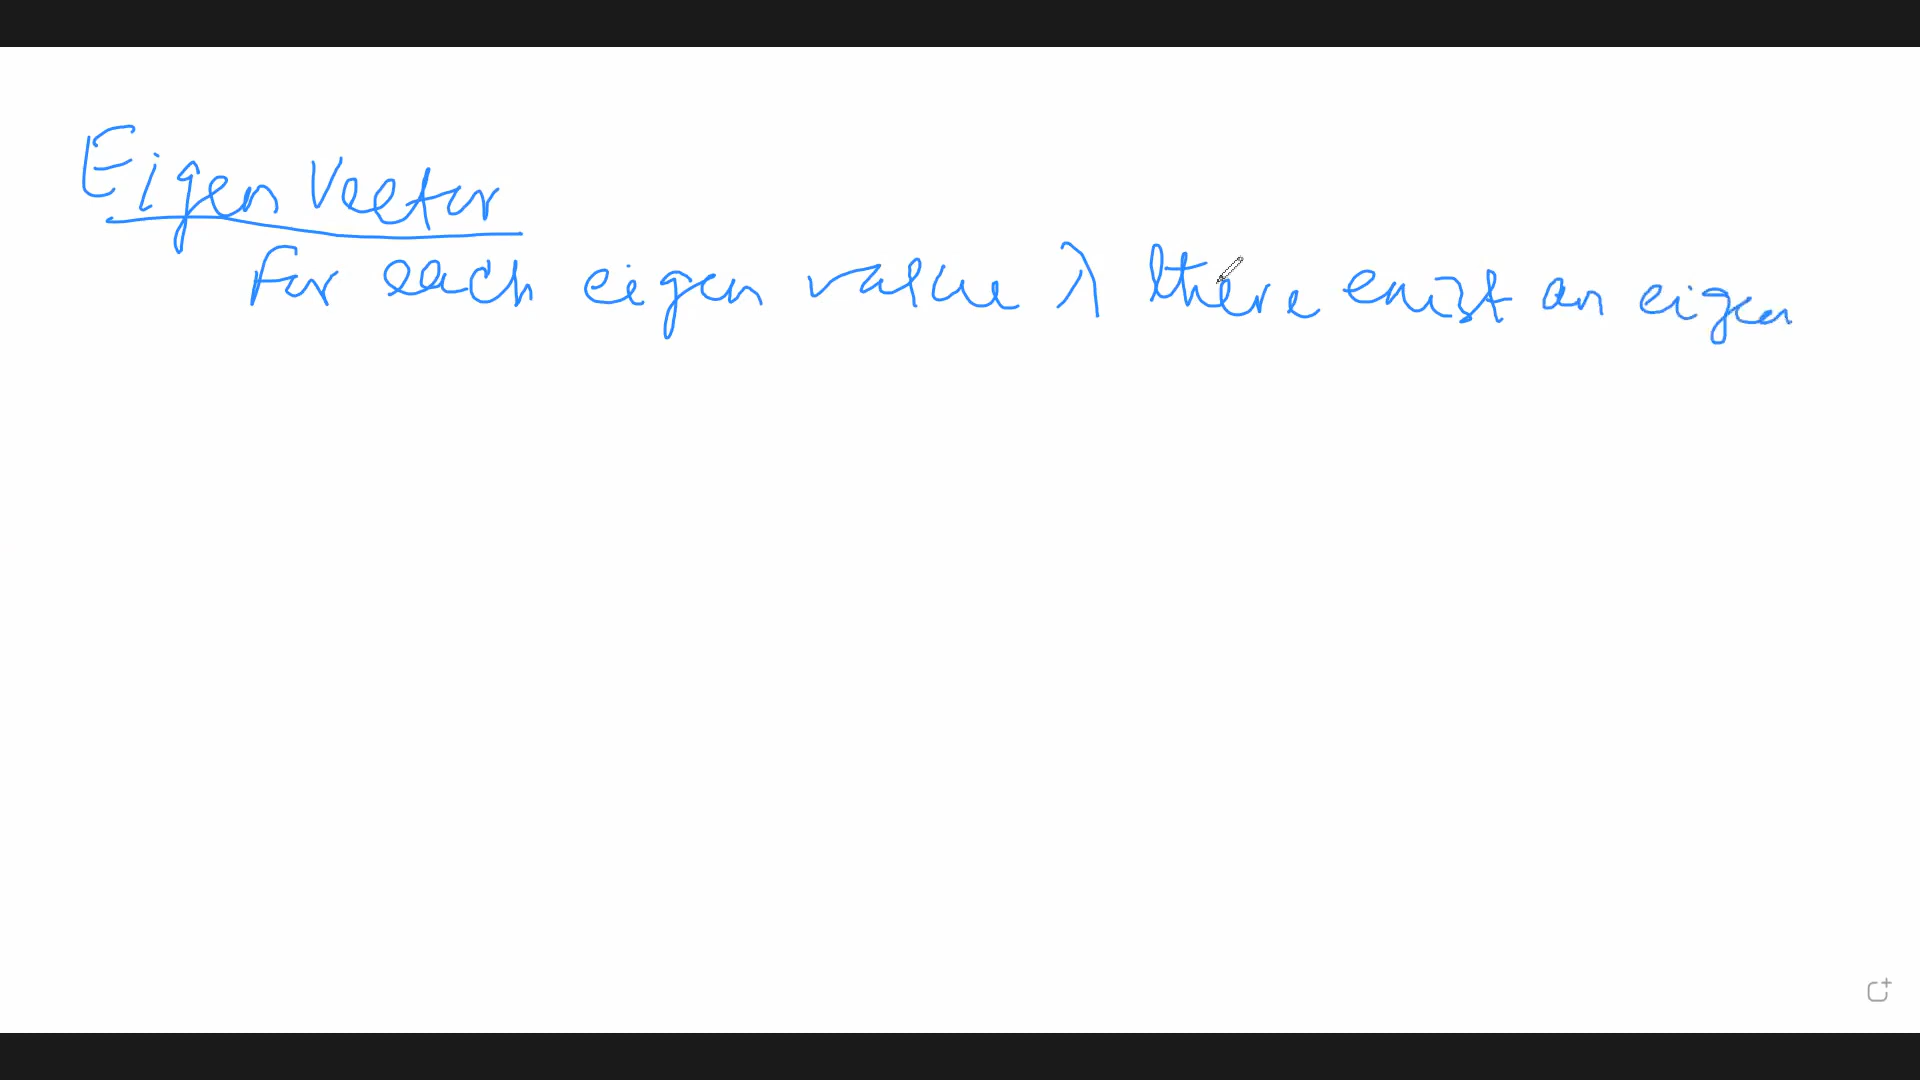 Eigen Vector
For each eigen value λ there exist an eigen